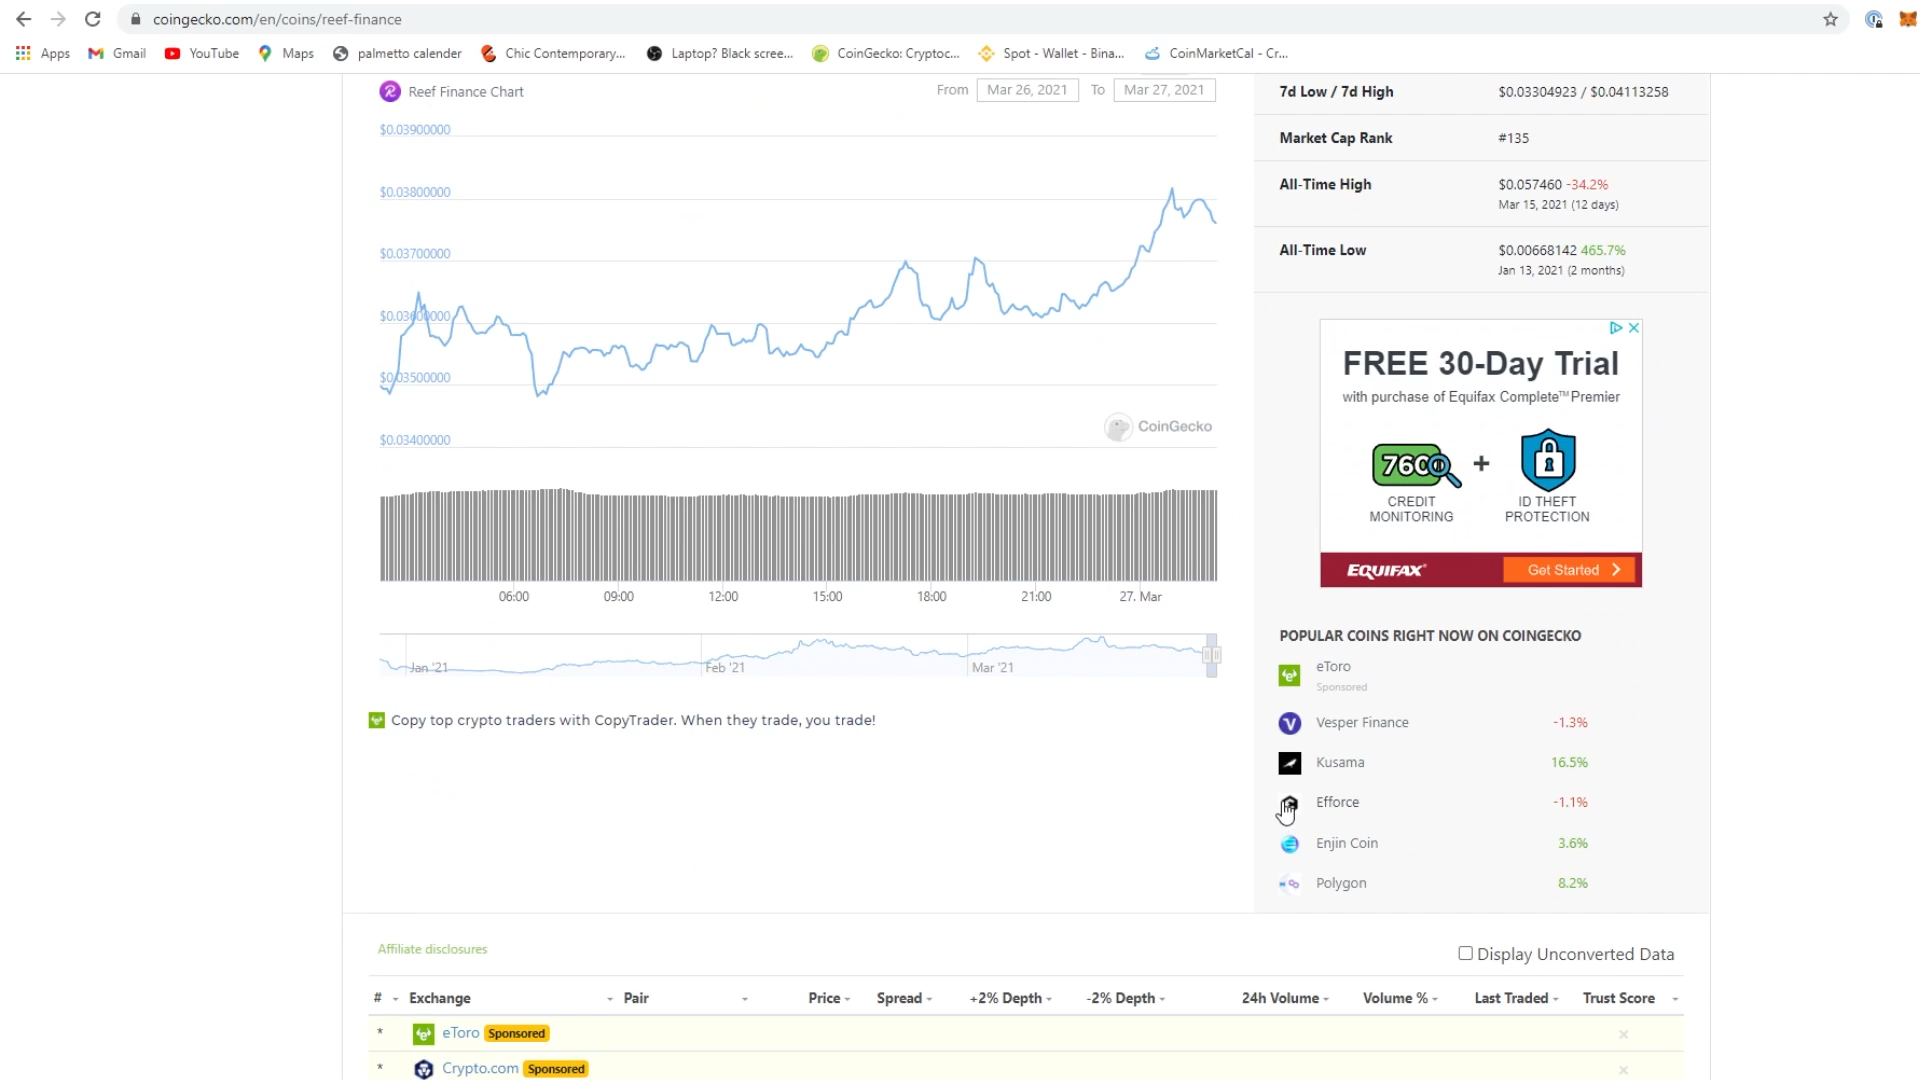 coingecko.com/en/coins/reef-finance
Apps Gmail YouTube Maps palmetto calender Chic Contemporary... Laptop? Black scree... CoinGecko: Cryptoc... Spot - Wallet - Bina... CoinMarketCal - Cr...
Reef Finance Chart
From Mar 26, 2021 To Mar 27, 2021
$0.03900000
$0.03800000
$0.03700000
$0.03600000
$0.03500000
$0.03400000
CoinGecko
06:00 09:00 12:00 15:00 18:00 21:00 27. Mar
Jan '21 Feb '21 Mar '21
Copy top crypto traders with CopyTrader. When they trade, you trade!
7d Low / 7d High $0.03304923 / $0.04113258
Market Cap Rank #135
All-Time High $0.057460 -34.2%
Mar 15, 2021 (12 days)
All-Time Low $0.00668142 465.7%
Jan 13, 2021 (2 months)
FREE 30-Day Trial
with purchase of Equifax Complete™ Premier
760 +
CREDIT MONITORING
ID THEFT PROTECTION
EQUIFAX® Get Started
POPULAR COINS RIGHT NOW ON COINGECKO
eToro
Sponsored
Vesper Finance -1.3%
Kusama 16.5%
Efforce -1.1%
Enjin Coin 3.6%
Polygon 8.2%
Affiliate disclosures
Display Unconverted Data
# Exchange Pair Price Spread +2% Depth -2% Depth 24h Volume Volume % Last Traded Trust Score
* eToro Sponsored
* Crypto.com Sponsored